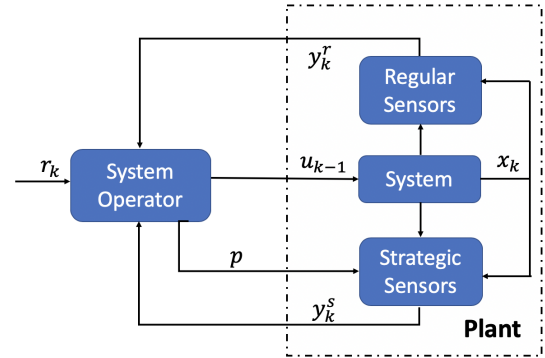 y_k^r
Regular
Sensors
r_k
System
Operator
u_{k−1}
System
x_k
p
Strategic
Sensors
y_k^s
Plant